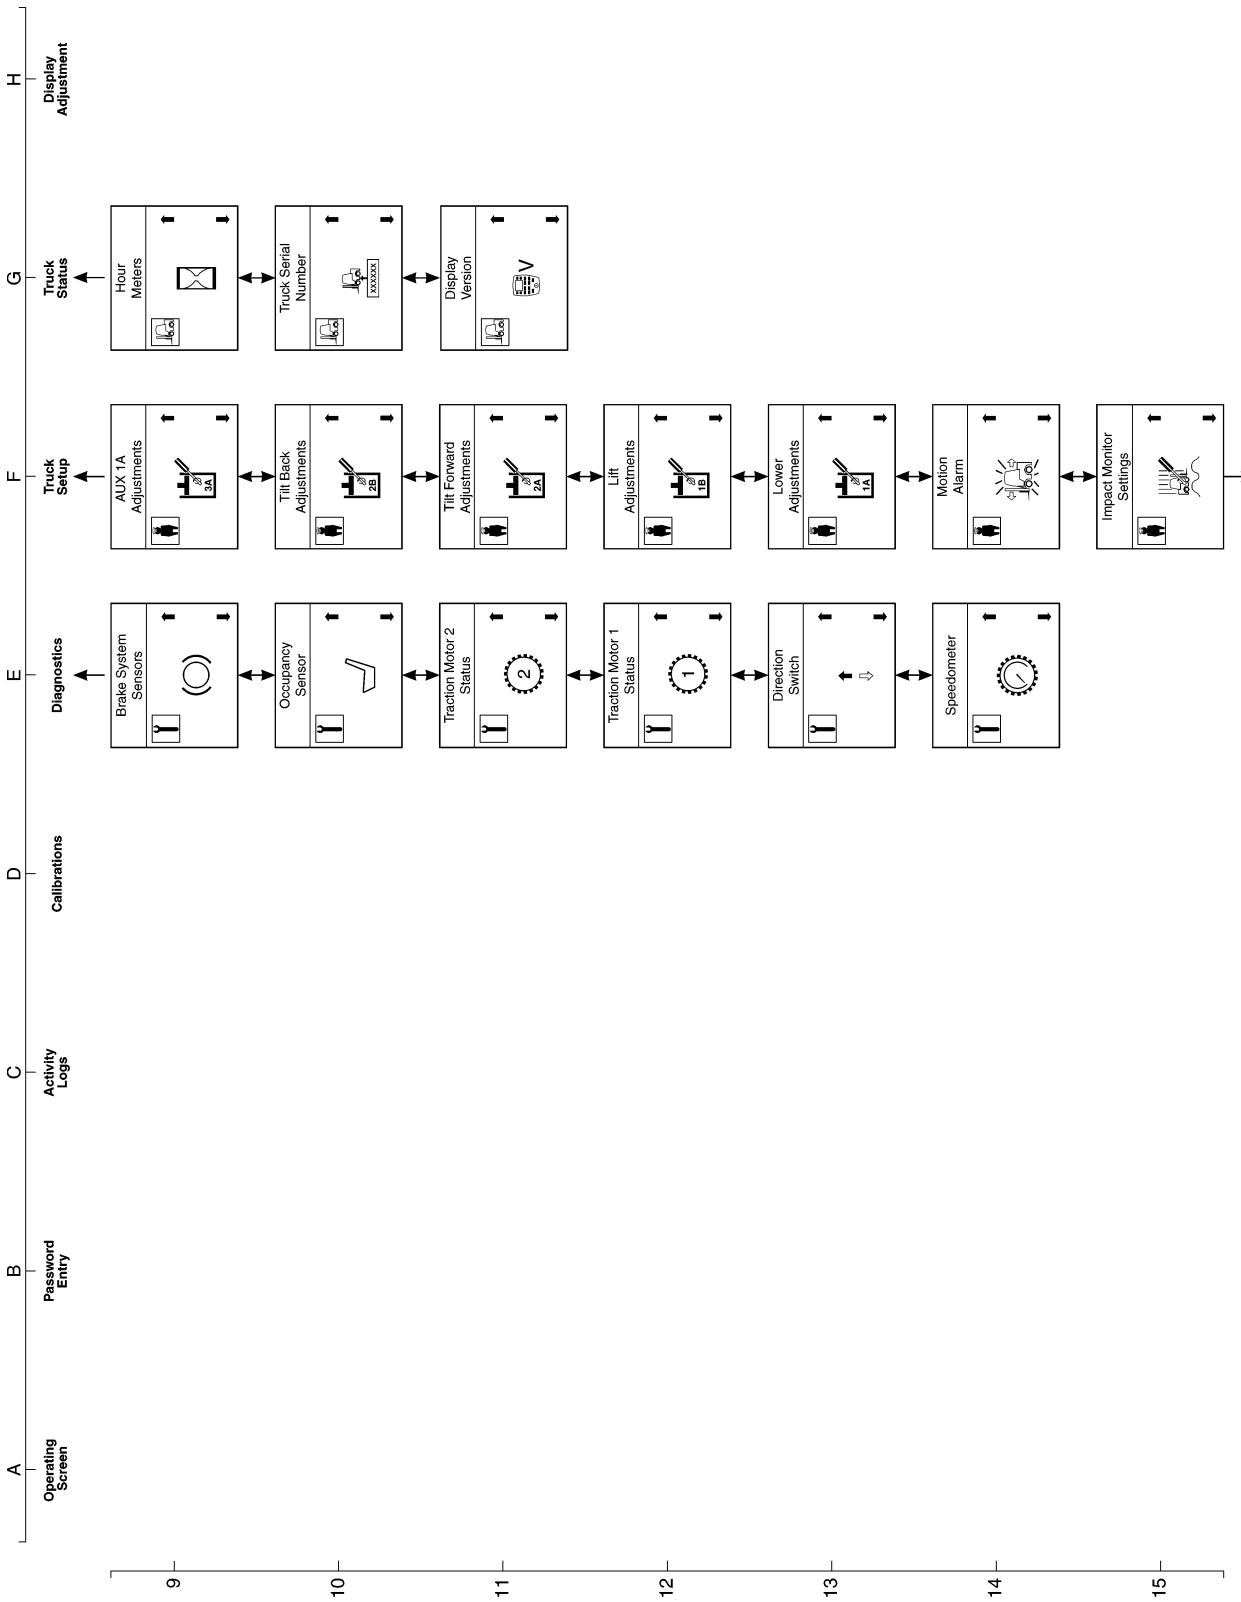 A
B
C
D
E
F
G
H
Operating
Screen
Password
Entry
Activity
Logs
Calibrations
Diagnostics
Truck
Setup
Truck
Status
Display
Adjustment
9
Brake System
Sensors
AUX 1A
Adjustments
3A
Hour
Meters
10
Occupancy
Sensor
Tilt Back
Adjustments
2B
Truck Serial
Number
xxxxxx
11
Traction Motor 2
Status
2
Tilt Forward
Adjustments
2A
Display
Version
V
12
Traction Motor 1
Status
1
Lift
Adjustments
1B
13
Direction
Switch
Lower
Adjustments
1A
14
Speedometer
Motion
Alarm
15
Impact Monitor
Settings